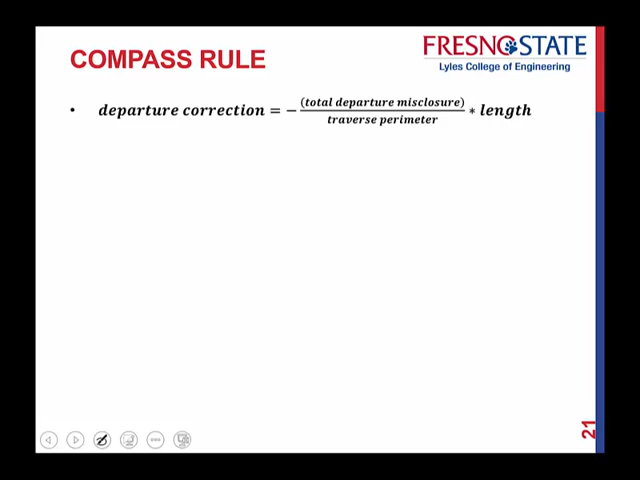 COMPASS RULE
FRESNO STATE
Lyles College of Engineering
• departure correction = − (total departure misclosure) / traverse perimeter * length
21